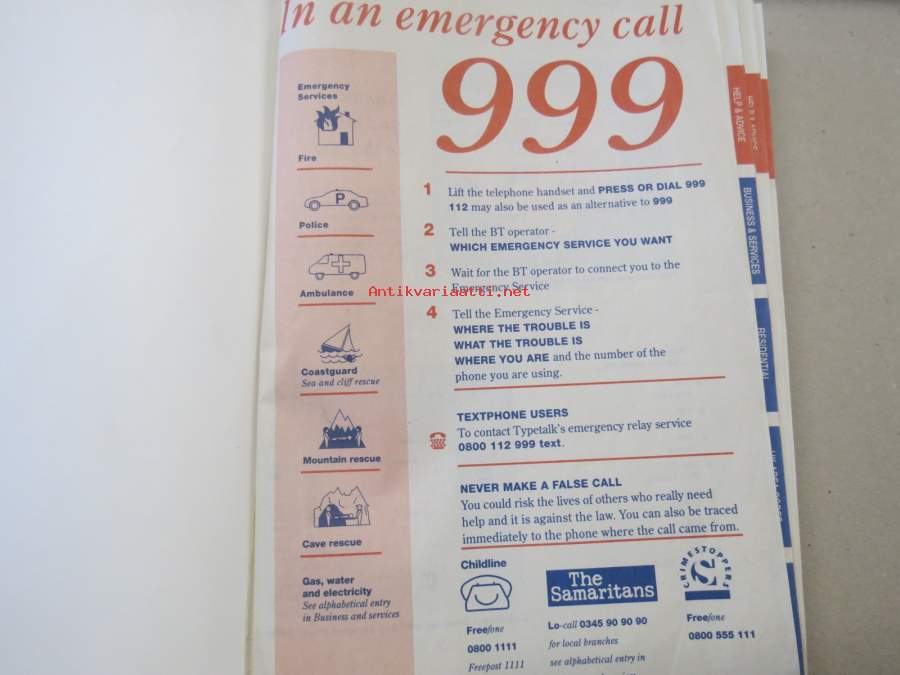 In an emergency call
999
Emergency
Services
Fire
P
Police
Ambulance
Coastguard
Sea and cliff rescue
Mountain rescue
Cave rescue
Gas, water
and electricity
See alphabetical entry
in Business and services
1 Lift the telephone handset and PRESS OR DIAL 999
112 may also be used as an alternative to 999
2 Tell the BT operator -
WHICH EMERGENCY SERVICE YOU WANT
3 Wait for the BT operator to connect you to the
Emergency Service
Antikvariaatti.net
4 Tell the Emergency Service -
WHERE THE TROUBLE IS
WHAT THE TROUBLE IS
WHERE YOU ARE and the number of the
phone you are using.
TEXTPHONE USERS
To contact Typetalk's emergency relay service
0800 112 999 text.
NEVER MAKE A FALSE CALL
You could risk the lives of others who really need
help and it is against the law. You can also be traced
immediately to the phone where the call came from.
Childline
Freefone
0800 1111
Freepost 1111
The
Samaritans
Lo-call 0345 90 90 90
for local branches
see alphabetical entry in
CRIMESTOPPERS
S
Freefone
0800 555 111
HELP & ADVICE
BUSINESS & SERVICES
RESIDENTIAL